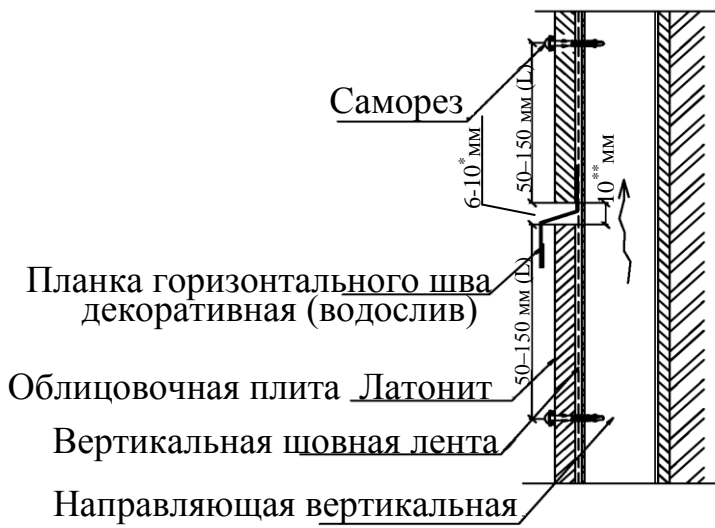 Саморез
6-10* мм
50–150 мм (L)
10** мм
Планка горизонтального шва
декоративная (водослив)
50–150 мм (L)
Облицовочная плита Латонит
Вертикальная шовная лента
Направляющая вертикальная